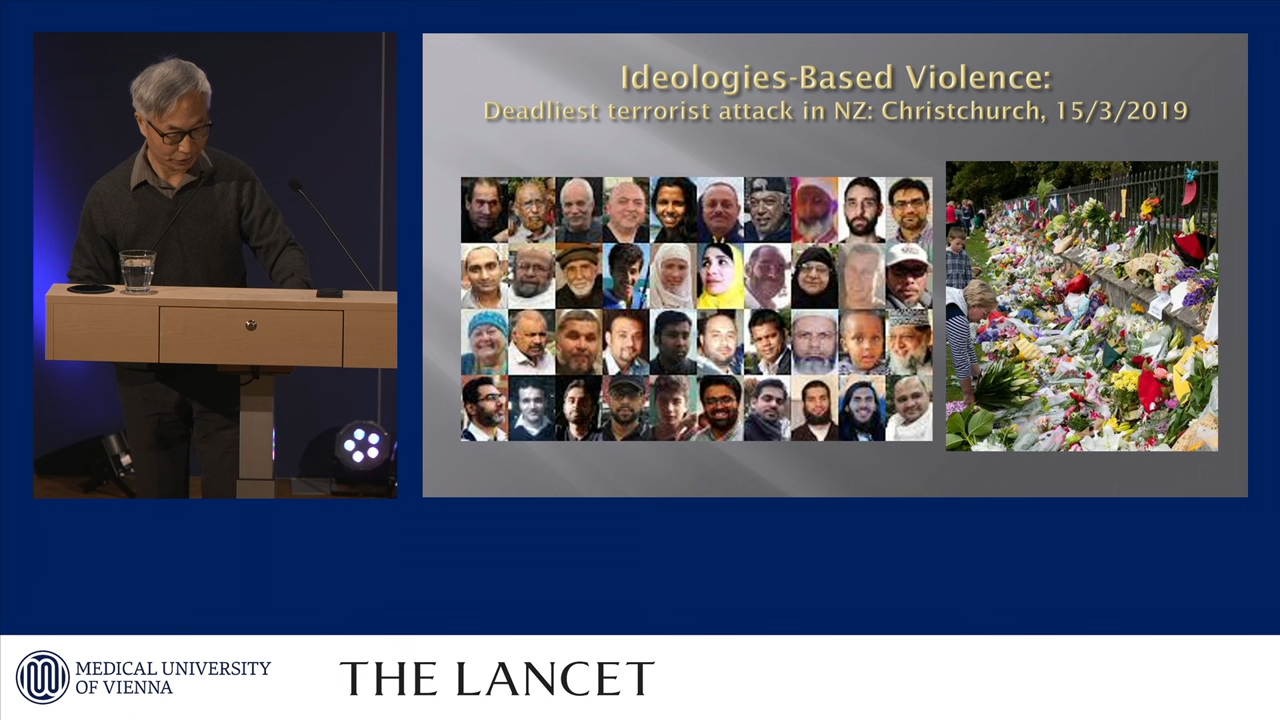 Ideologies-Based Violence:
Deadliest terrorist attack in NZ: Christchurch, 15/3/2019
MEDICAL UNIVERSITY
OF VIENNA
THE LANCET